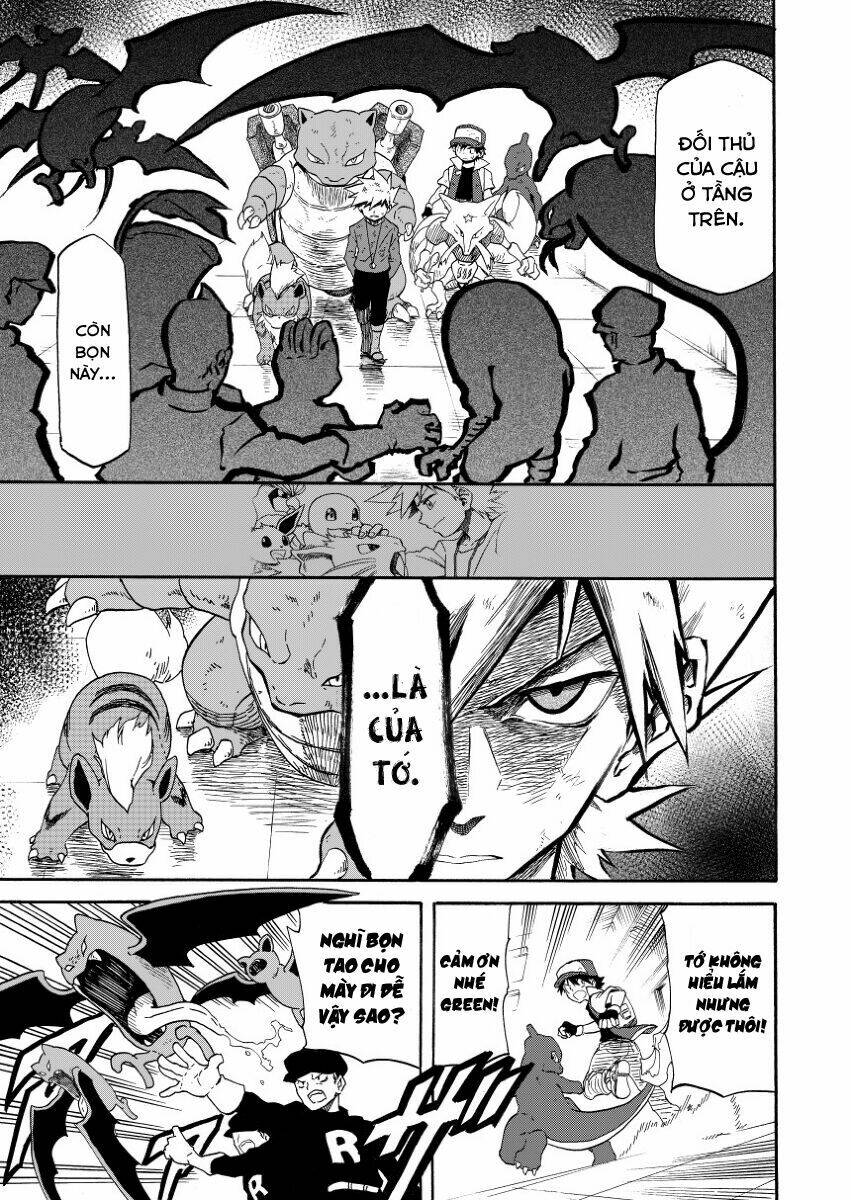 ĐỐI THỦ
CỦA CẬU
Ở TẦNG
TRÊN.
CÒN
BỌN
NÀY...
...LÀ
CỦA
TỚ.
TỚ KHÔNG
HIỂU LẮM
NHƯNG
ĐƯỢC THÔI!
CẢM ƠN
NHÉ
GREEN!
NGHĨ BỌN
TAO CHO
MÀY ĐI DỄ
VẬY SAO?
R
R